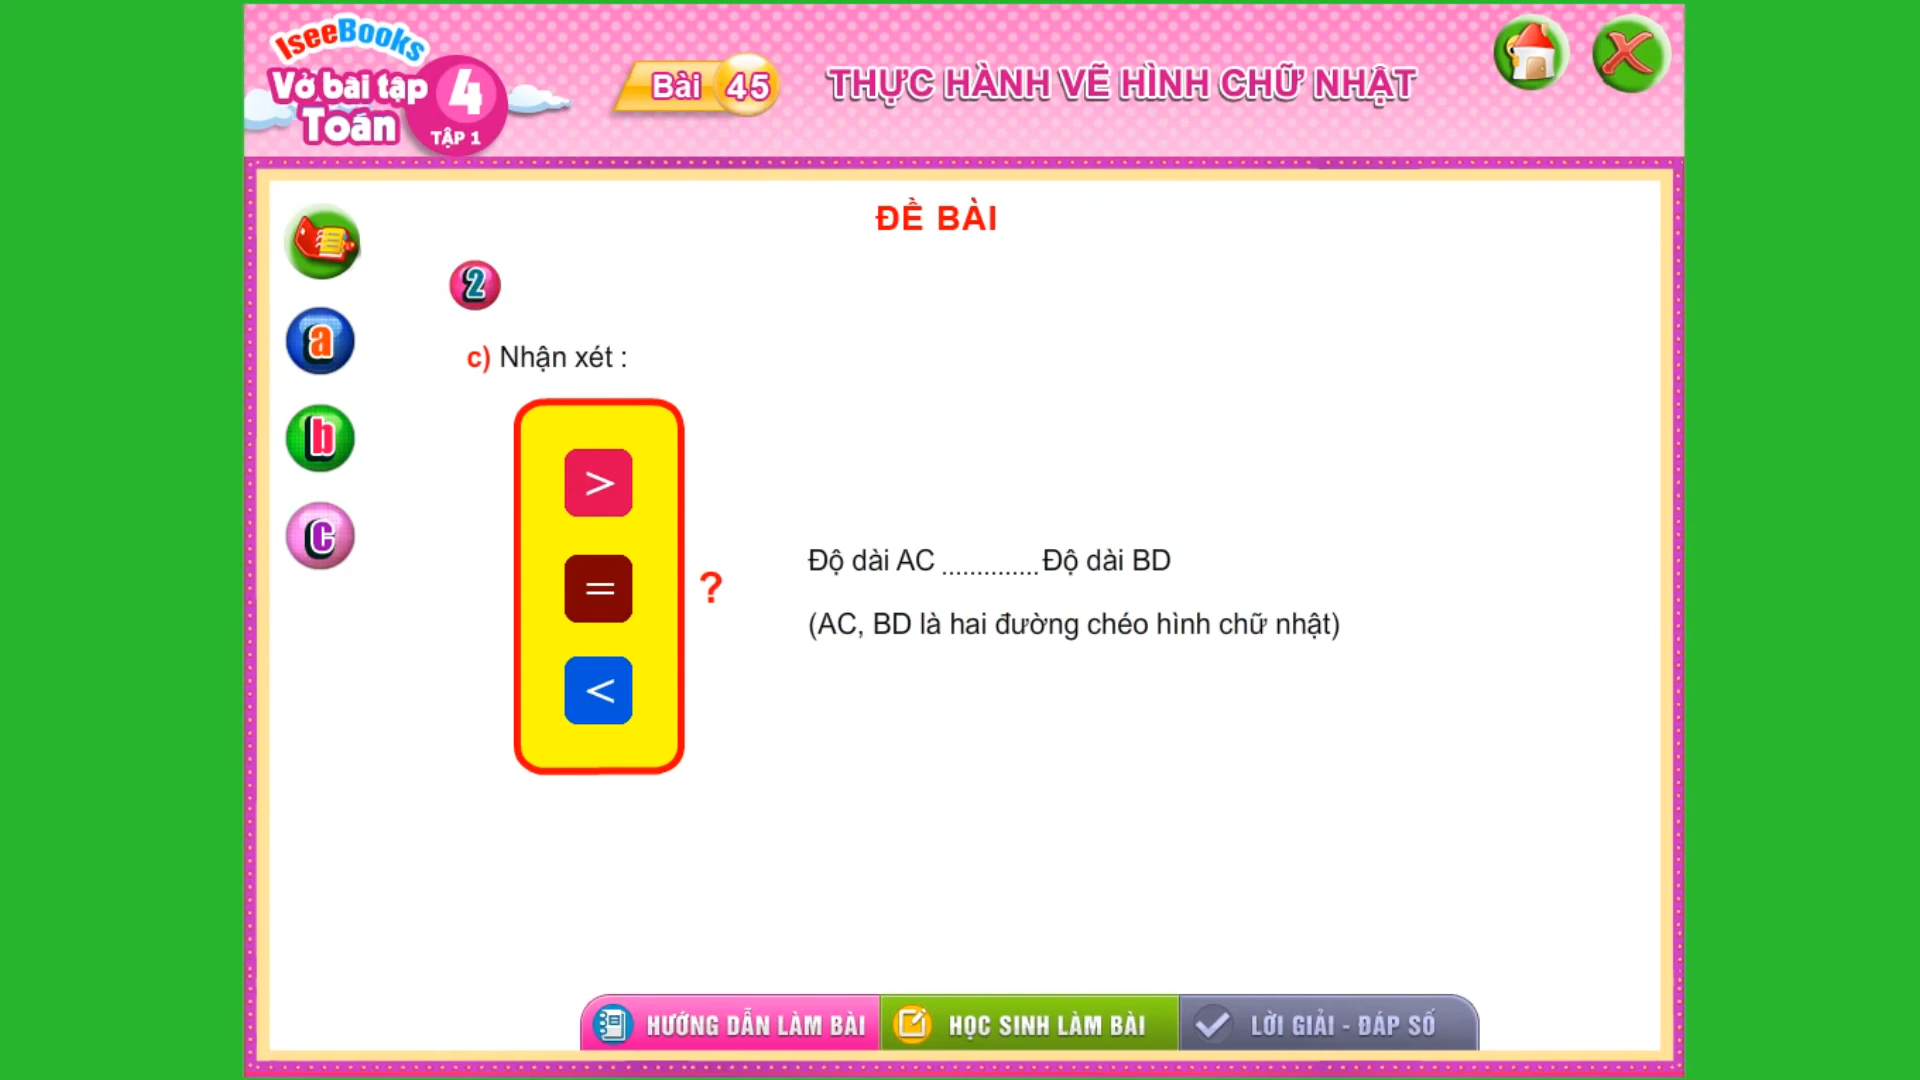 IseeBooks
Vở bài tập
Toán
4
TẬP 1
Bài 45
THỰC HÀNH VẼ HÌNH CHỮ NHẬT
ĐỀ BÀI
2
a
b
c
c) Nhận xét :
>
=
<
?
Độ dài AC ..............Độ dài BD
(AC, BD là hai đường chéo hình chữ nhật)
HƯỚNG DẪN LÀM BÀI
HỌC SINH LÀM BÀI
LỜI GIẢI - ĐÁP SỐ